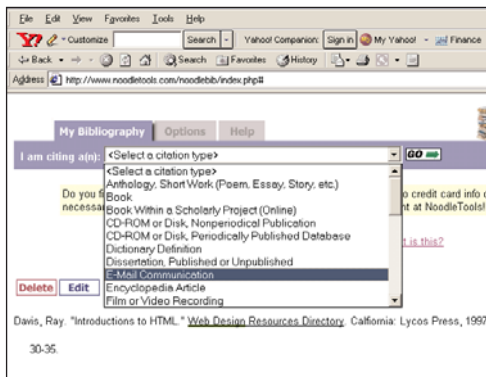 File Edit View Favorites Tools Help
Y! Customize Search Yahoo! Companion: Sign in My Yahoo! Finance
Back Search Favorites History
Address http://www.noodletools.com/noodlebib/index.php#
My Bibliography Options Help
I am citing a(n): <Select a citation type> GO
<Select a citation type>
Anthology, Short Work (Poem, Essay, Story, etc.)
Book
Do you fi o credit card info o
necessa nt at NoodleTools!
Book Within a Scholarly Project (Online)
CD-ROM or Disk, Nonperiodical Publication
CD-ROM or Disk, Periodically Published Database
t is this?
Dictionary Definition
Dissertation, Published or Unpublished
E-Mail Communication
Encyclopedia Article
Film or Video Recording
Delete Edit
Davis, Ray. "Introductions to HTML." Web Design Resources Directory. California: Lycos Press, 1997
30-35.